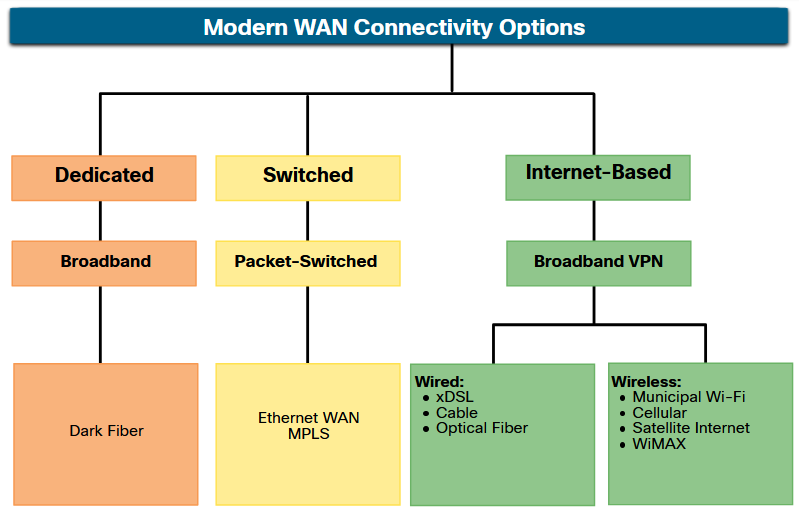 Modern WAN Connectivity Options
Dedicated
Switched
Internet-Based
Broadband
Packet-Switched
Broadband VPN
Dark Fiber
Ethernet WAN
MPLS
Wired:
• xDSL
• Cable
• Optical Fiber
Wireless:
• Municipal Wi-Fi
• Cellular
• Satellite Internet
• WiMAX